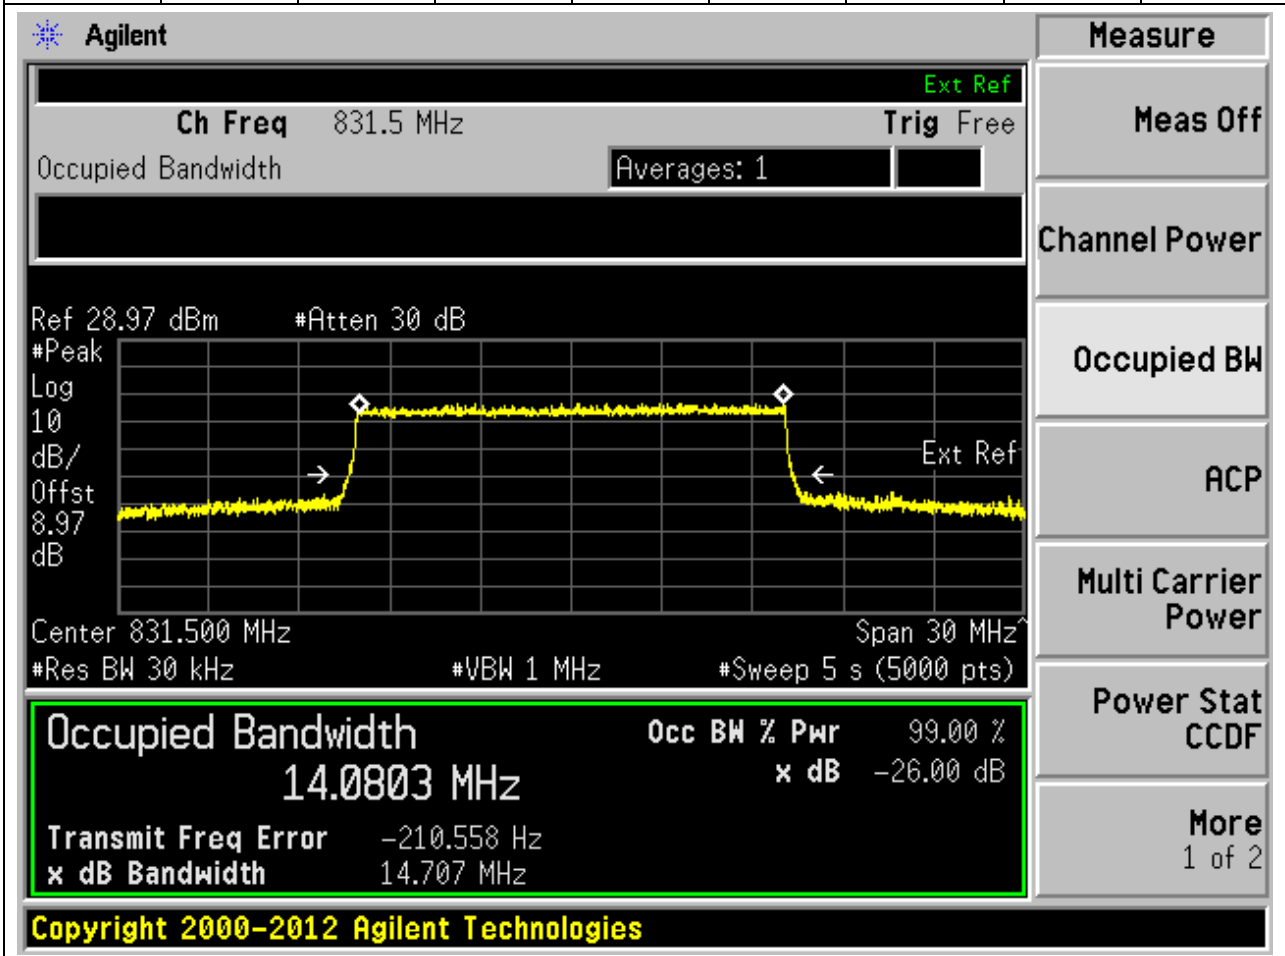 Agilent
Measure
Ext Ref
Ch Freq 831.5 MHz Trig Free
Meas Off
Occupied Bandwidth Averages: 1
Channel Power
Ref 28.97 dBm #Atten 30 dB
#Peak
Log
10
dB/
Offst
8.97
dB
Ext Ref
Occupied BW
ACP
Center 831.500 MHz Span 30 MHz^
#Res BW 30 kHz #VBW 1 MHz #Sweep 5 s (5000 pts)
Multi Carrier
Power
Occupied Bandwidth Occ BW % Pwr 99.00 %
14.0803 MHz x dB -26.00 dB
Transmit Freq Error -210.558 Hz
x dB Bandwidth 14.707 MHz
Power Stat
CCDF
More
1 of 2
Copyright 2000-2012 Agilent Technologies